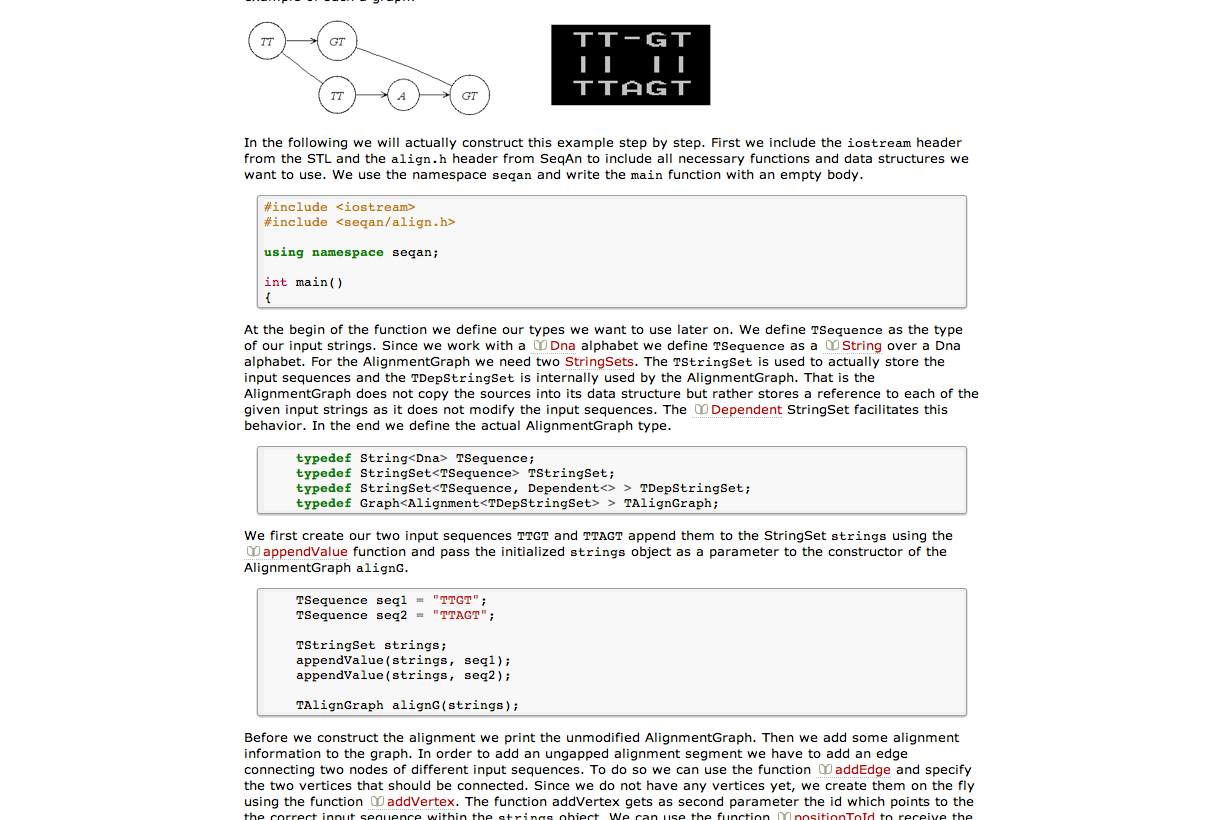 example of such a graph.
TT GT
TT A GT
TT-GT
|| ||
TTAGT
In the following we will actually construct this example step by step. First we include the iostream header
from the STL and the align.h header from SeqAn to include all necessary functions and data structures we
want to use. We use the namespace seqan and write the main function with an empty body.
#include <iostream>
#include <seqan/align.h>
using namespace seqan;
int main()
{
At the begin of the function we define our types we want to use later on. We define TSequence as the type
of our input strings. Since we work with a Dna alphabet we define TSequence as a String over a Dna
alphabet. For the AlignmentGraph we need two StringSets. The TStringSet is used to actually store the
input sequences and the TDepStringSet is internally used by the AlignmentGraph. That is the
AlignmentGraph does not copy the sources into its data structure but rather stores a reference to each of the
given input strings as it does not modify the input sequences. The Dependent StringSet facilitates this
behavior. In the end we define the actual AlignmentGraph type.
typedef String<Dna> TSequence;
typedef StringSet<TSequence> TStringSet;
typedef StringSet<TSequence, Dependent<> > TDepStringSet;
typedef Graph<Alignment<TDepStringSet> > TAlignGraph;
We first create our two input sequences TTGT and TTAGT append them to the StringSet strings using the
appendValue function and pass the initialized strings object as a parameter to the constructor of the
AlignmentGraph alignG.
TSequence seq1 = "TTGT";
TSequence seq2 = "TTAGT";
TStringSet strings;
appendValue(strings, seq1);
appendValue(strings, seq2);
TAlignGraph alignG(strings);
Before we construct the alignment we print the unmodified AlignmentGraph. Then we add some alignment
information to the graph. In order to add an ungapped alignment segment we have to add an edge
connecting two nodes of different input sequences. To do so we can use the function addEdge and specify
the two vertices that should be connected. Since we do not have any vertices yet, we create them on the fly
using the function addVertex. The function addVertex gets as second parameter the id which points to the
the correct input sequence within the strings object. We can use the function positionToId to receive the